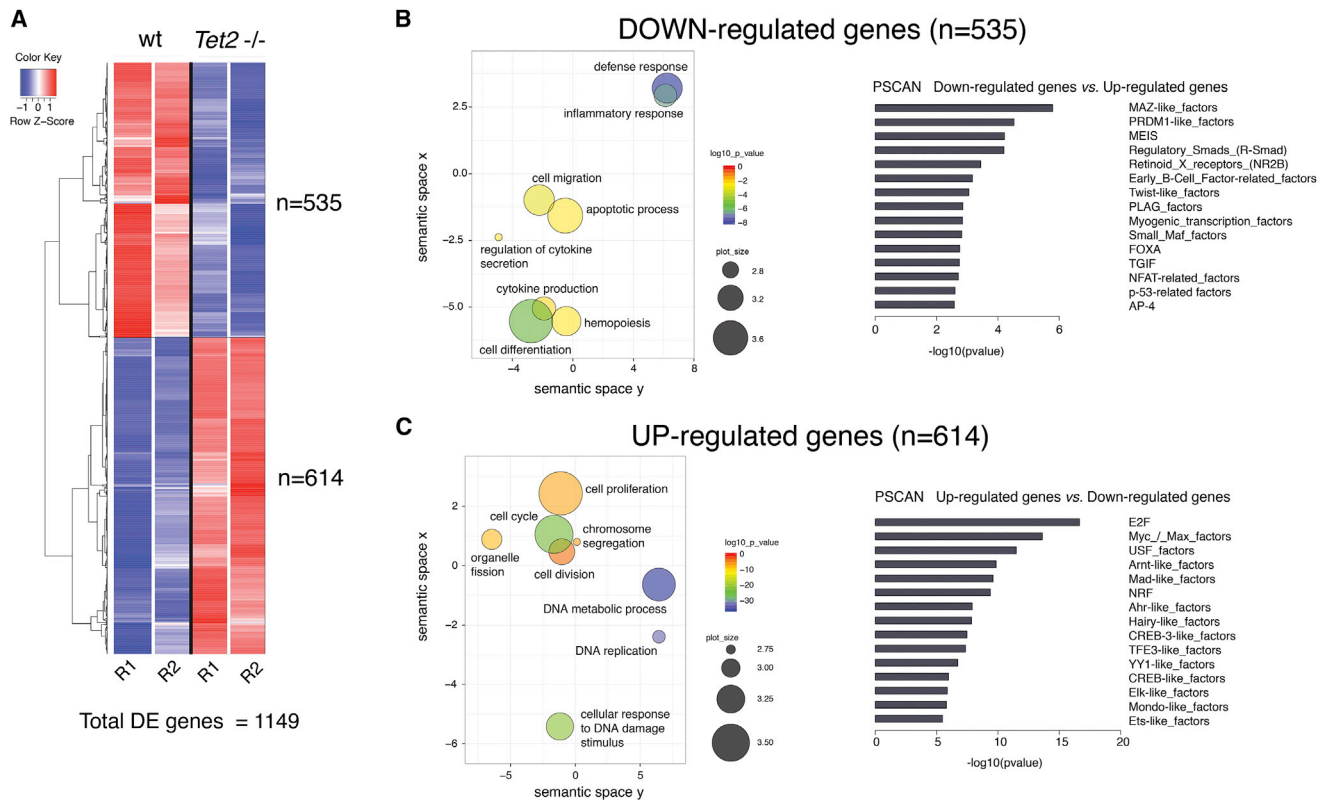 A
wt
Tet2 -/-
Color Key
−1 0 1
Row Z−Score
n=535
n=614
R1
R2
R1
R2
Total DE genes = 1149
B
DOWN-regulated genes (n=535)
semantic space x
2.5
0.0
−2.5
−5.0
defense response
inflammatory response
cell migration
apoptotic process
regulation of cytokine
secretion
cytokine production
hemopoiesis
cell differentiation
−4
0
4
8
semantic space y
log10_p_value
0
−2
−4
−6
−8
plot_size
2.8
3.2
3.6
PSCAN Down-regulated genes vs. Up-regulated genes
MAZ-like_factors
PRDM1-like_factors
MEIS
Regulatory_Smads_(R-Smad)
Retinoid_X_receptors_(NR2B)
Early_B-Cell_Factor-related_factors
Twist-like_factors
PLAG_factors
Myogenic_transcription_factors
Small_Maf_factors
FOXA
TGIF
NFAT-related_factors
p-53-related factors
AP-4
0
2
4
6
-log10(pvalue)
C
UP-regulated genes (n=614)
semantic space x
2
0
−2
−4
−6
cell proliferation
cell cycle
chromosome
segregation
organelle
fission
cell division
DNA metabolic process
DNA replication
cellular response
to DNA damage
stimulus
−5
0
5
semantic space y
log10_p_value
0
−10
−20
−30
plot_size
2.75
3.00
3.25
3.50
PSCAN Up-regulated genes vs. Down-regulated genes
E2F
Myc_/_Max_factors
USF_factors
Arnt-like_factors
Mad-like_factors
NRF
Ahr-like_factors
Hairy-like_factors
CREB-3-like_factors
TFE3-like_factors
YY1-like_factors
CREB-like_factors
Elk-like_factors
Mondo-like_factors
Ets-like_factors
0
5
10
15
20
-log10(pvalue)